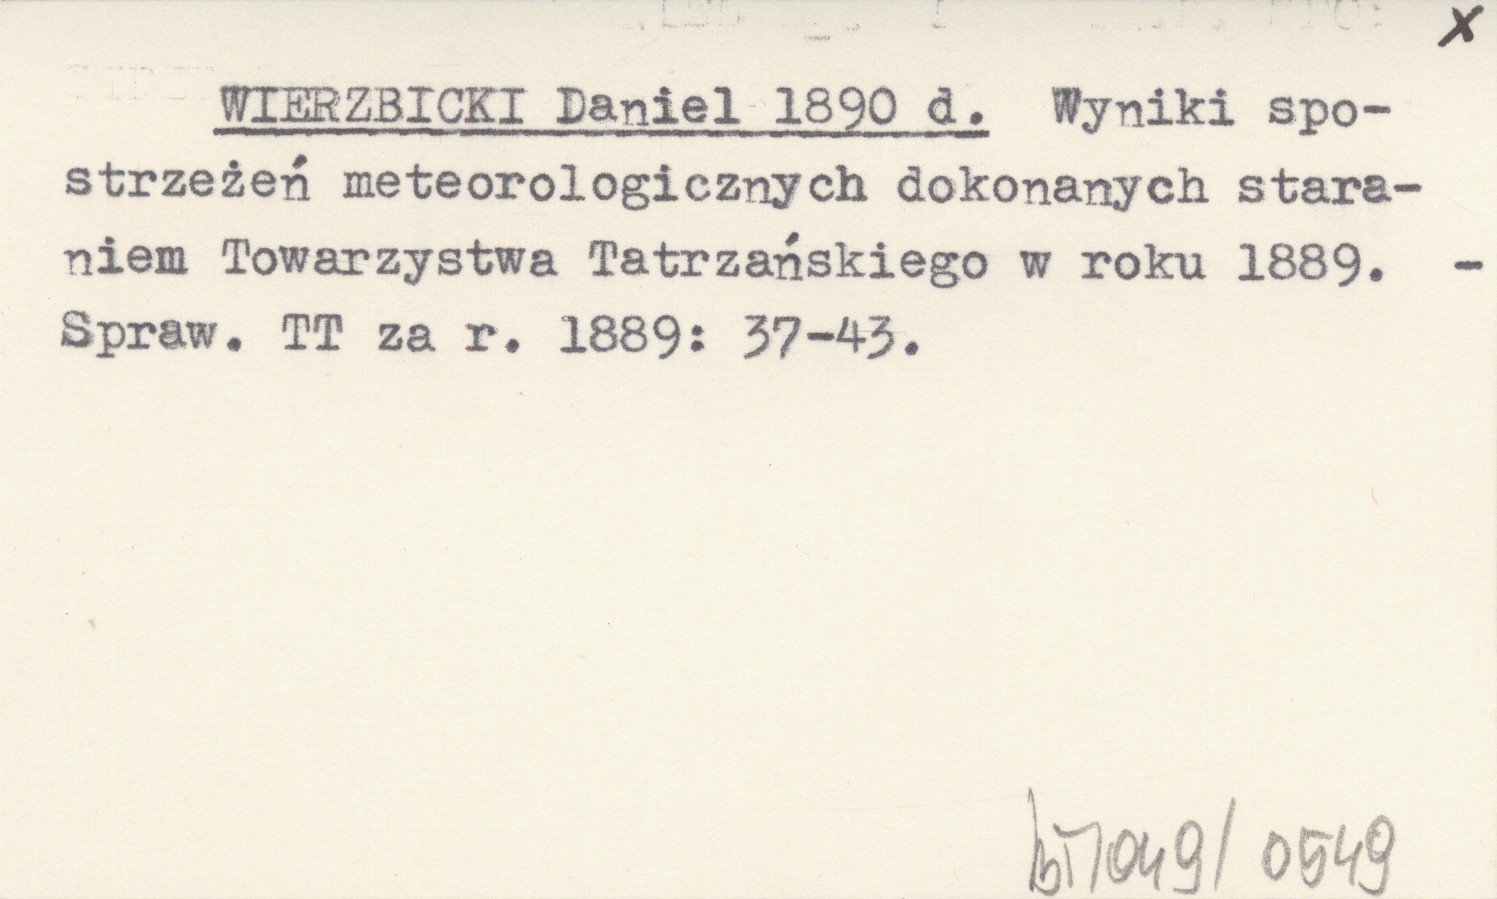 x
WIERZBICKI Daniel 1890 d. Wyniki spo-
strzeżeń meteorologicznych dokonanych stara-
niem Towarzystwa Tatrzańskiego w roku 1889. -
Spraw. TT za r. 1889: 37-43.
0549